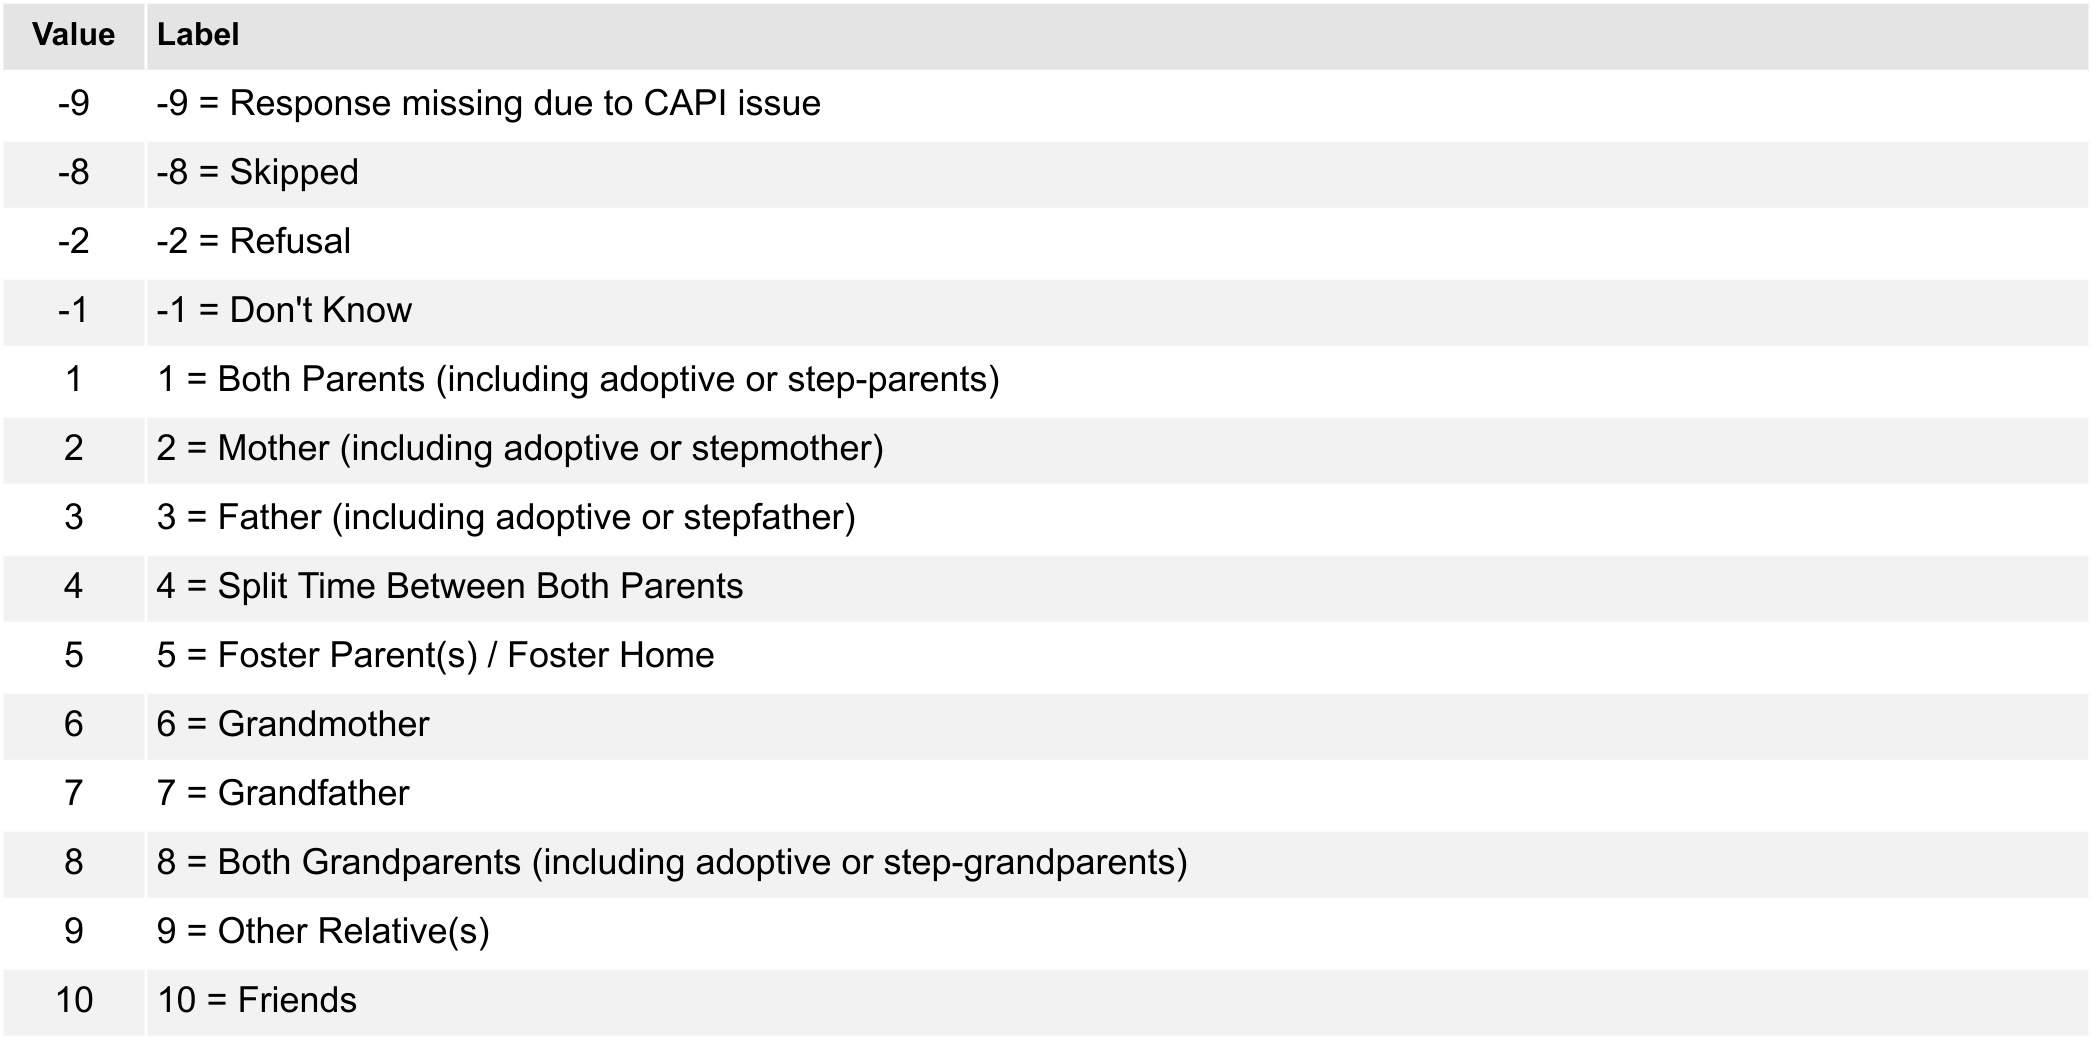 Value Label
-9 -9 = Response missing due to CAPI issue
-8 -8 = Skipped
-2 -2 = Refusal
-1 -1 = Don't Know
1 1 = Both Parents (including adoptive or step-parents)
2 2 = Mother (including adoptive or stepmother)
3 3 = Father (including adoptive or stepfather)
4 4 = Split Time Between Both Parents
5 5 = Foster Parent(s) / Foster Home
6 6 = Grandmother
7 7 = Grandfather
8 8 = Both Grandparents (including adoptive or step-grandparents)
9 9 = Other Relative(s)
10 10 = Friends